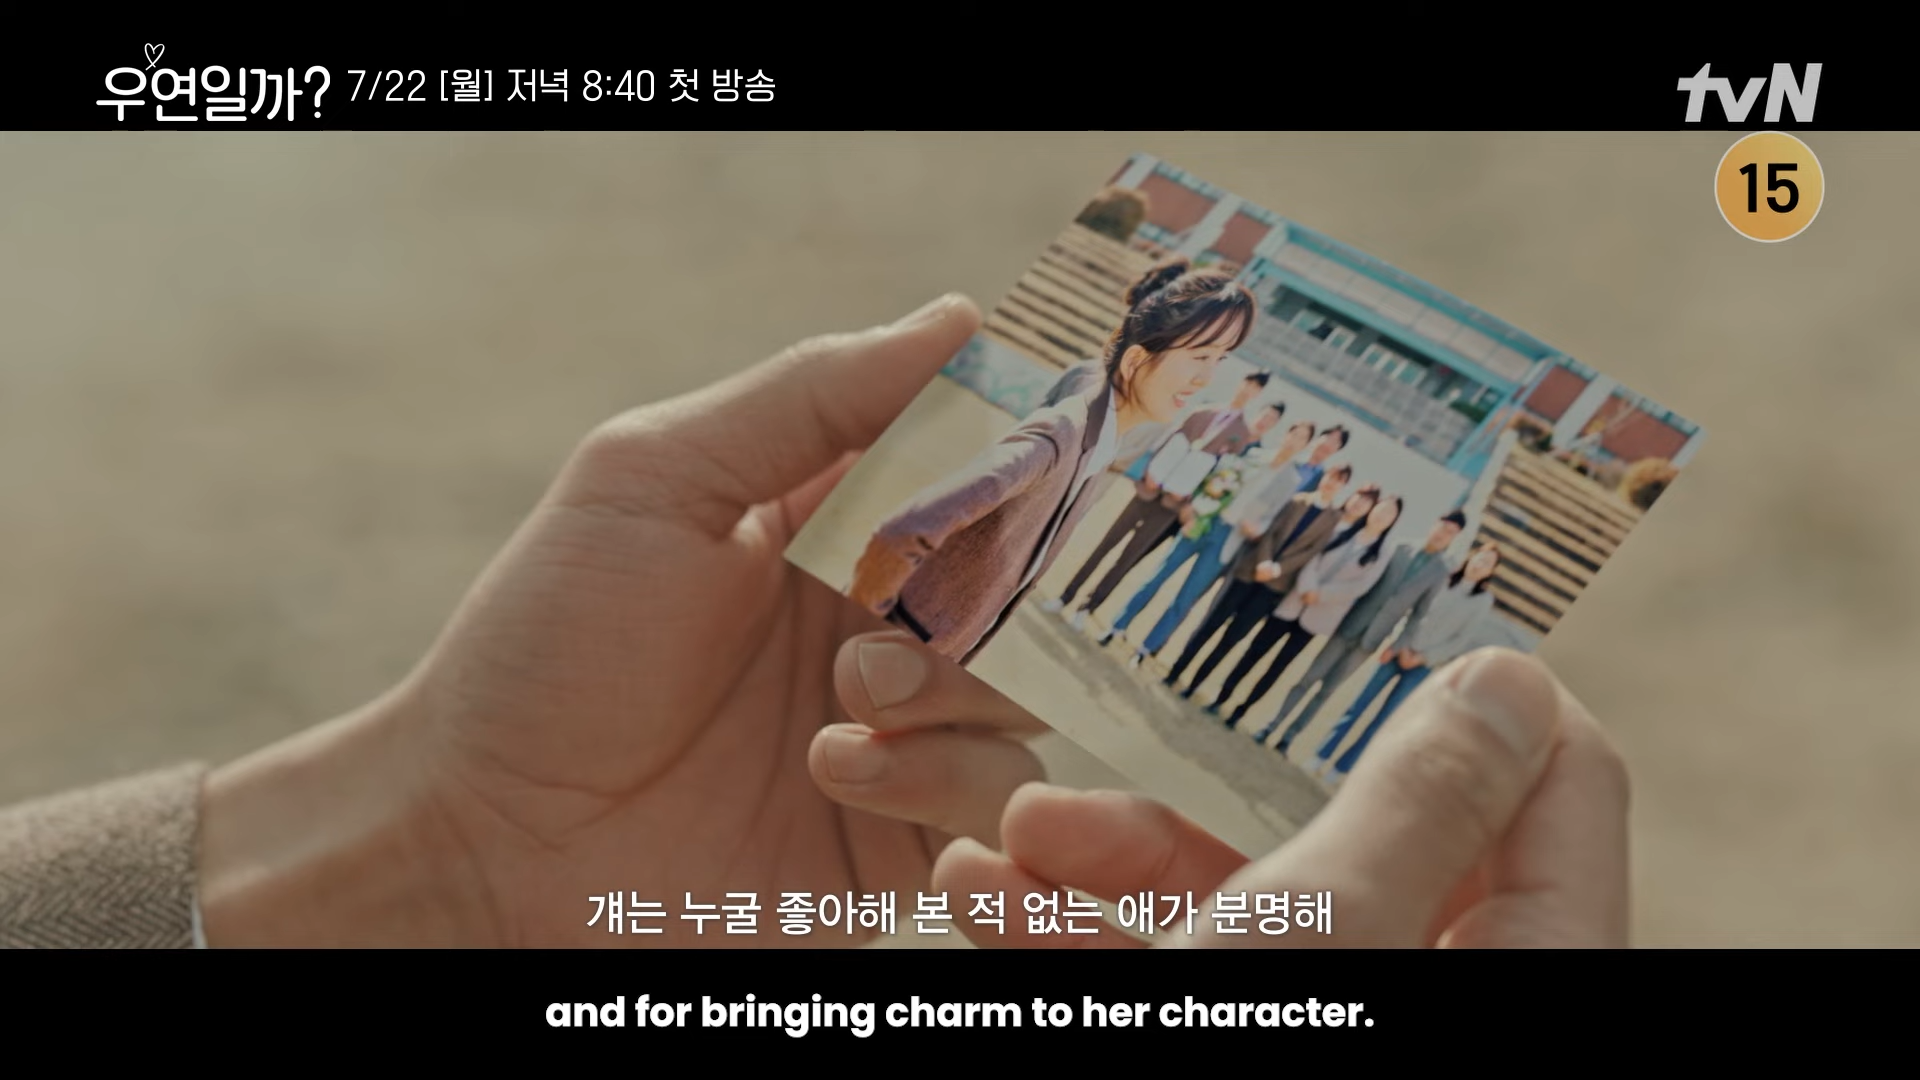 우연일까? 7/22 [월] 저녁 8:40 첫 방송
tvN
15
걔는 누굴 좋아해 본 적 없는 애가 분명해
and for bringing charm to her character.